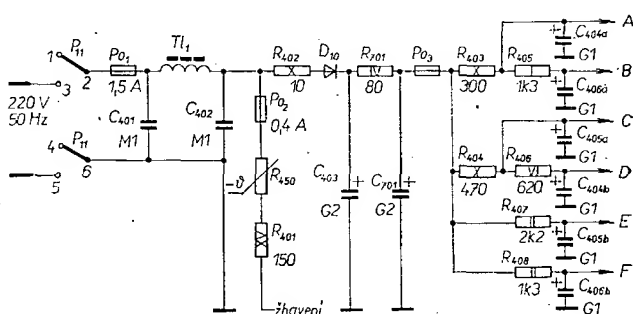 A
C404a
G1
1
P11
Po1
Tl1
R402
D10
R701
Po3
R403
R405
B
2
1,5 A
10
80
300
1k3
C406a
G1
3
220 V
50 Hz
C401
M1
C402
M1
Po2
0,4 A
C
C405a
G1
4
P11
R404
R406
D
6
-ϑ
R450
C403
G2
C701
G2
470
620
C404b
G1
5
R407
E
2k2
C405b
G1
R401
150
R408
F
1k3
C406b
G1
žhavení